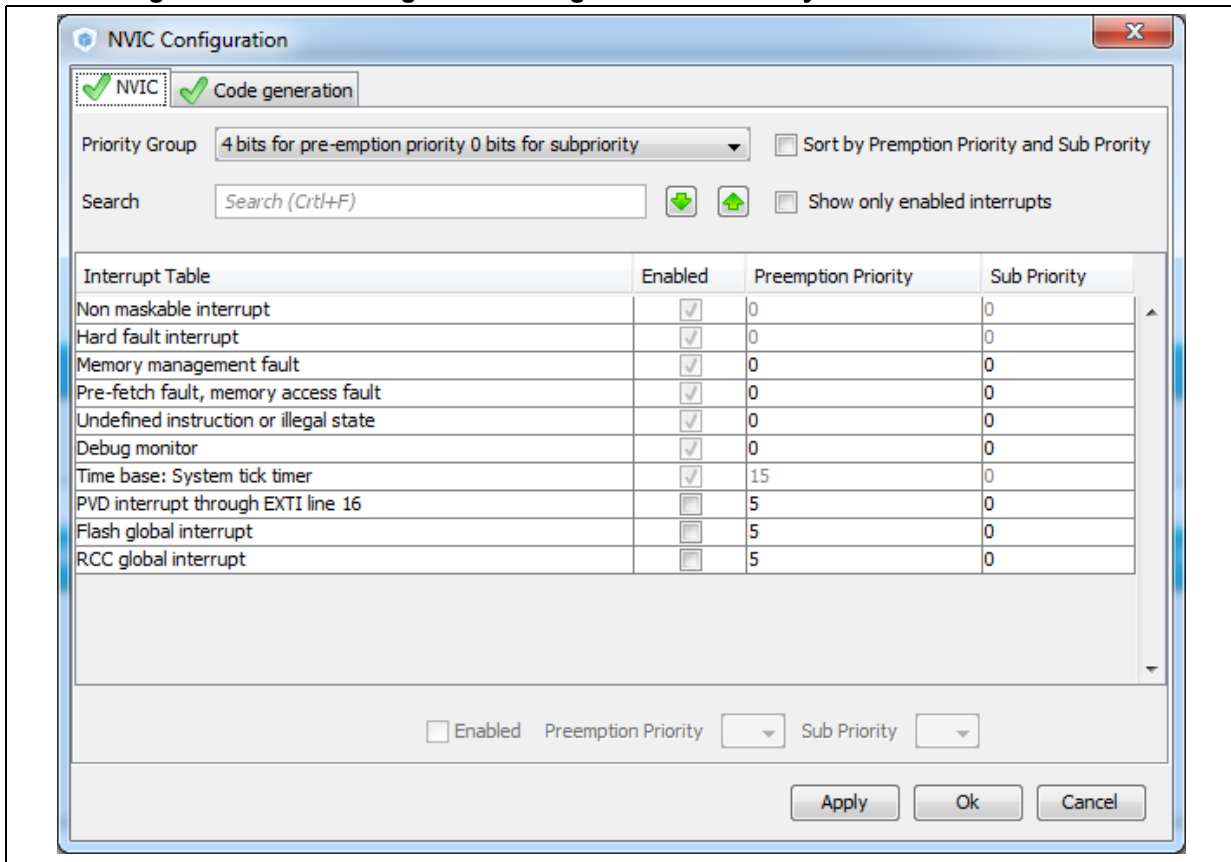 NVIC Configuration
NVIC Code generation
Priority Group 4 bits for pre-emption priority 0 bits for subpriority Sort by Premption Priority and Sub Prority
Search Search (Crtl+F) Show only enabled interrupts
Interrupt Table Enabled Preemption Priority Sub Priority
Non maskable interrupt 0 0
Hard fault interrupt 0 0
Memory management fault 0 0
Pre-fetch fault, memory access fault 0 0
Undefined instruction or illegal state 0 0
Debug monitor 0 0
Time base: System tick timer 15 0
PVD interrupt through EXTI line 16 5 0
Flash global interrupt 5 0
RCC global interrupt 5 0
Enabled Preemption Priority Sub Priority
Apply Ok Cancel